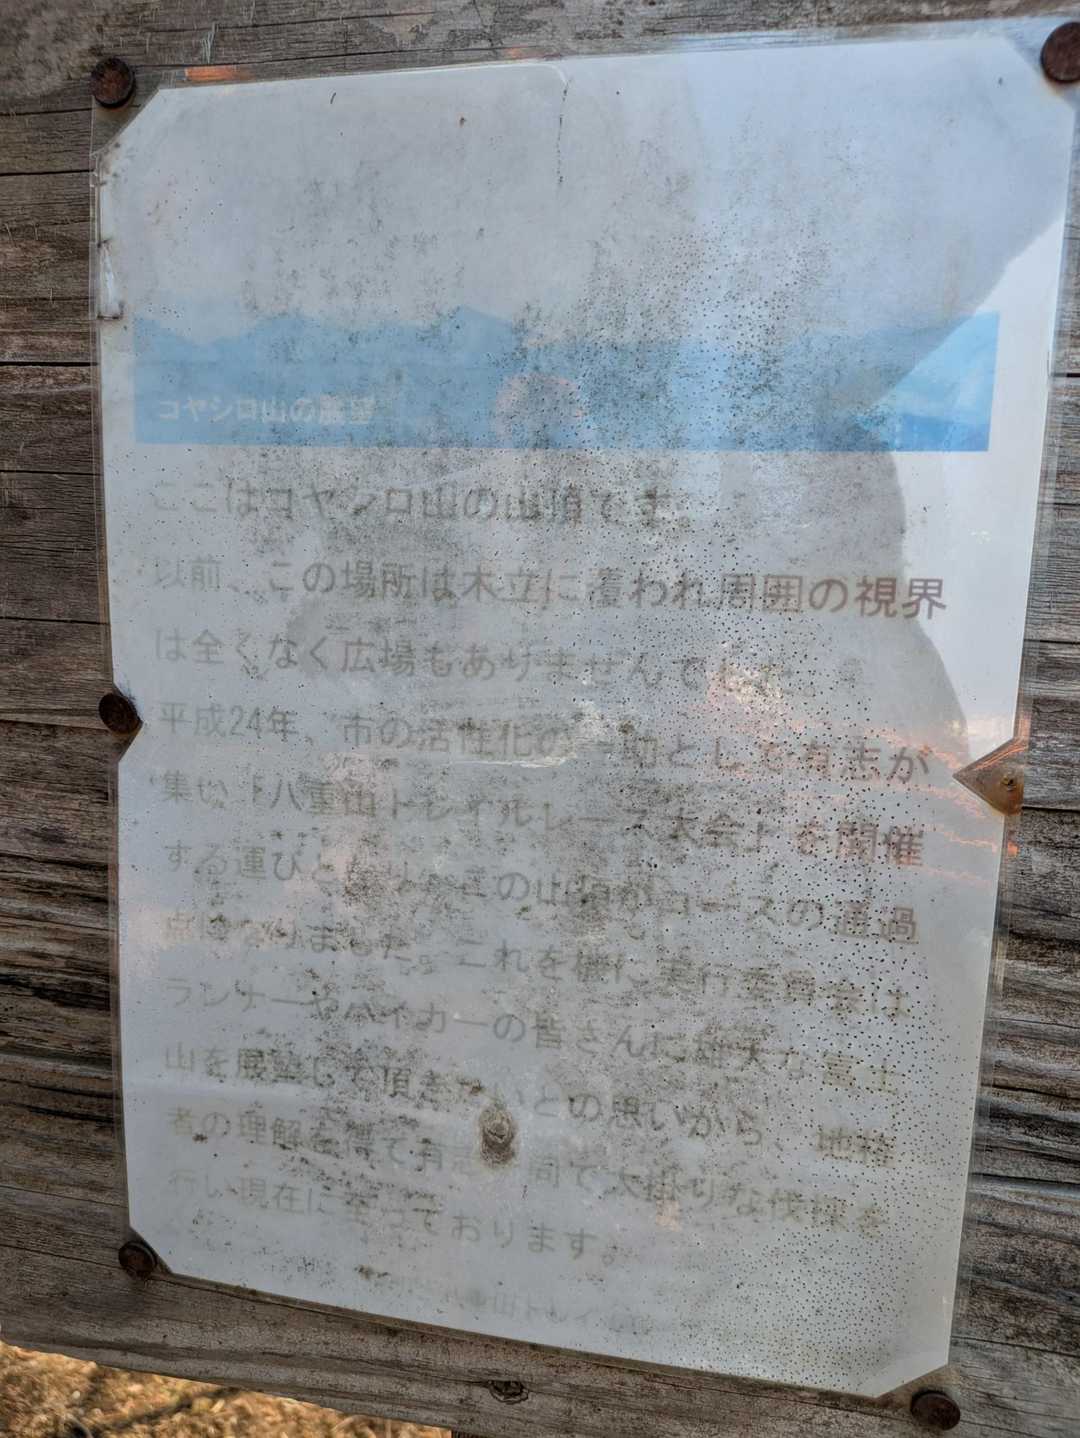 コヤシロ山の眺望
ここはコヤシロ山の山頂です。
以前、この場所は木立に覆われ周囲の視界
は全くなく広場もありませんでした。
平成24年、市の活性化の一助として有志が
集い「八重山トレイルレース大会」を開催
する運びとなり、この山頂がコースの通過
点になりました。これを機に実行委員会は
ランナーやハイカーの皆さんに雄大な富士
山を展望して頂きたいとの思いから、地権
者の理解を得て有志一同で大掛りな伐採を
行い現在に至っております。
山トレイル